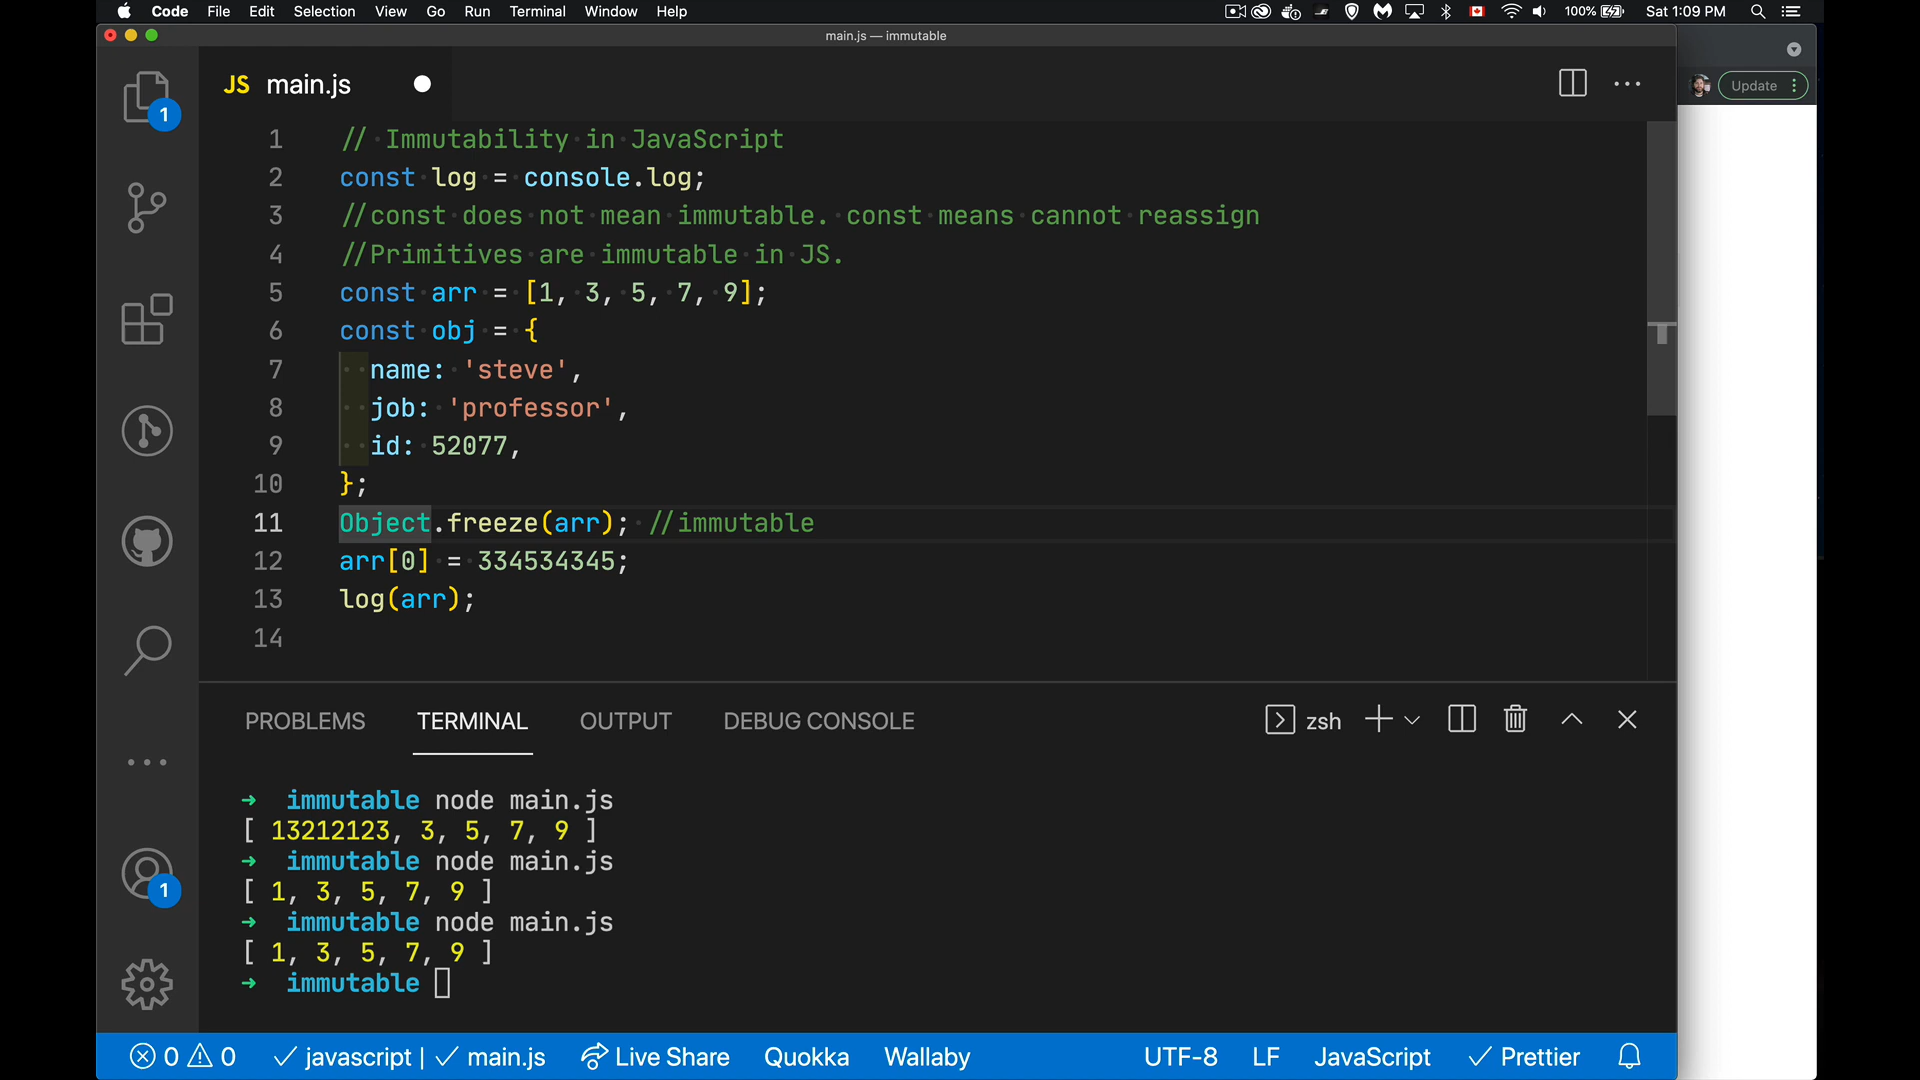 Code File Edit Selection View Go Run Terminal Window Help 100% Sat 1:09 PM
main.js — immutable
JS main.js
Update
1
1 // Immutability in JavaScript
2 const log = console.log;
3 //const does not mean immutable. const means cannot reassign
4 //Primitives are immutable in JS.
5 const arr = [1, 3, 5, 7, 9];
6 const obj = {
7 name: 'steve',
8 job: 'professor',
9 id: 52077,
10 };
11 Object.freeze(arr); //immutable
12 arr[0] = 334534345;
13 log(arr);
14
PROBLEMS TERMINAL OUTPUT DEBUG CONSOLE zsh
➜ immutable node main.js
[ 13212123, 3, 5, 7, 9 ]
➜ immutable node main.js
[ 1, 3, 5, 7, 9 ]
➜ immutable node main.js
[ 1, 3, 5, 7, 9 ]
➜ immutable
1
0 0 javascript | main.js Live Share Quokka Wallaby UTF-8 LF JavaScript Prettier